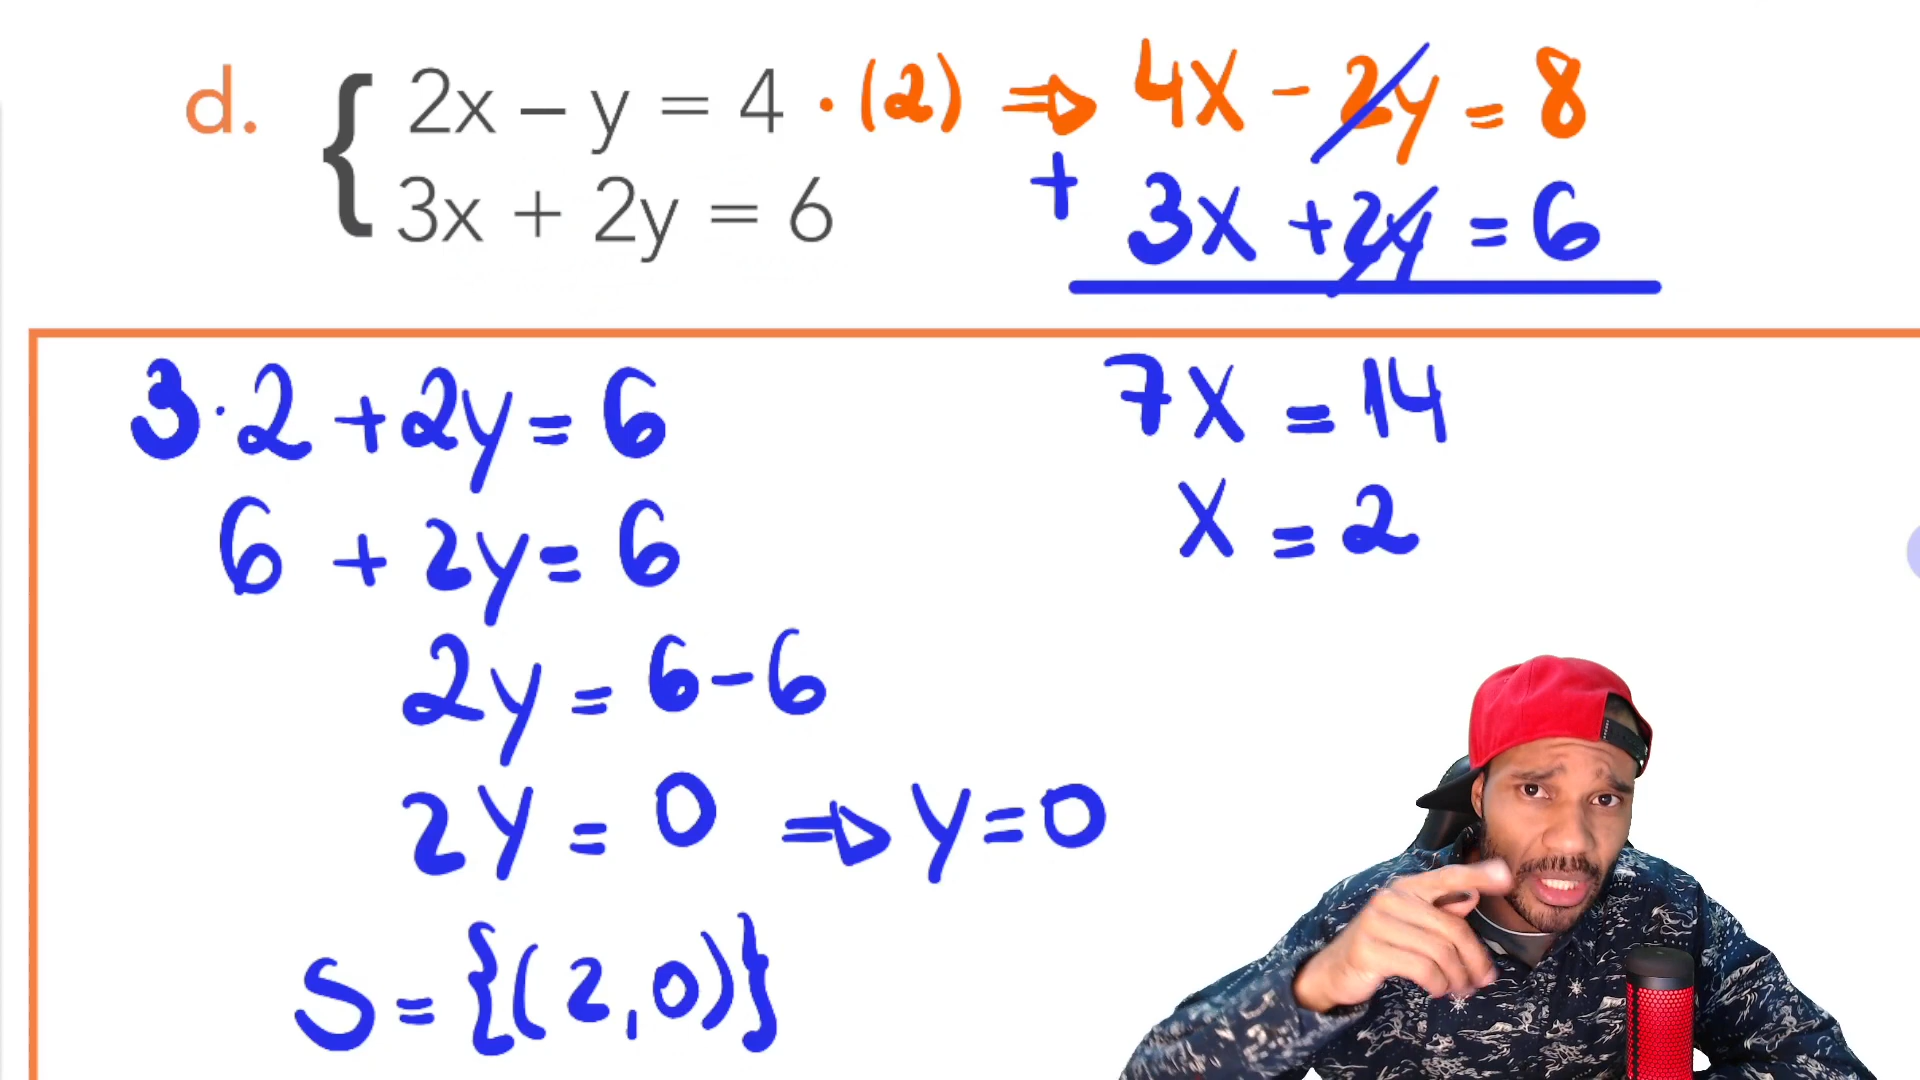 d. { 2x – y = 4 · (2) ⇒ 4x - 2y = 8
3x + 2y = 6 + 3x + 2y = 6
3·2 + 2y = 6
6 + 2y = 6
2y = 6-6
2y = 0 ⇒ y = 0
S = {(2,0)}
7x = 14
x = 2